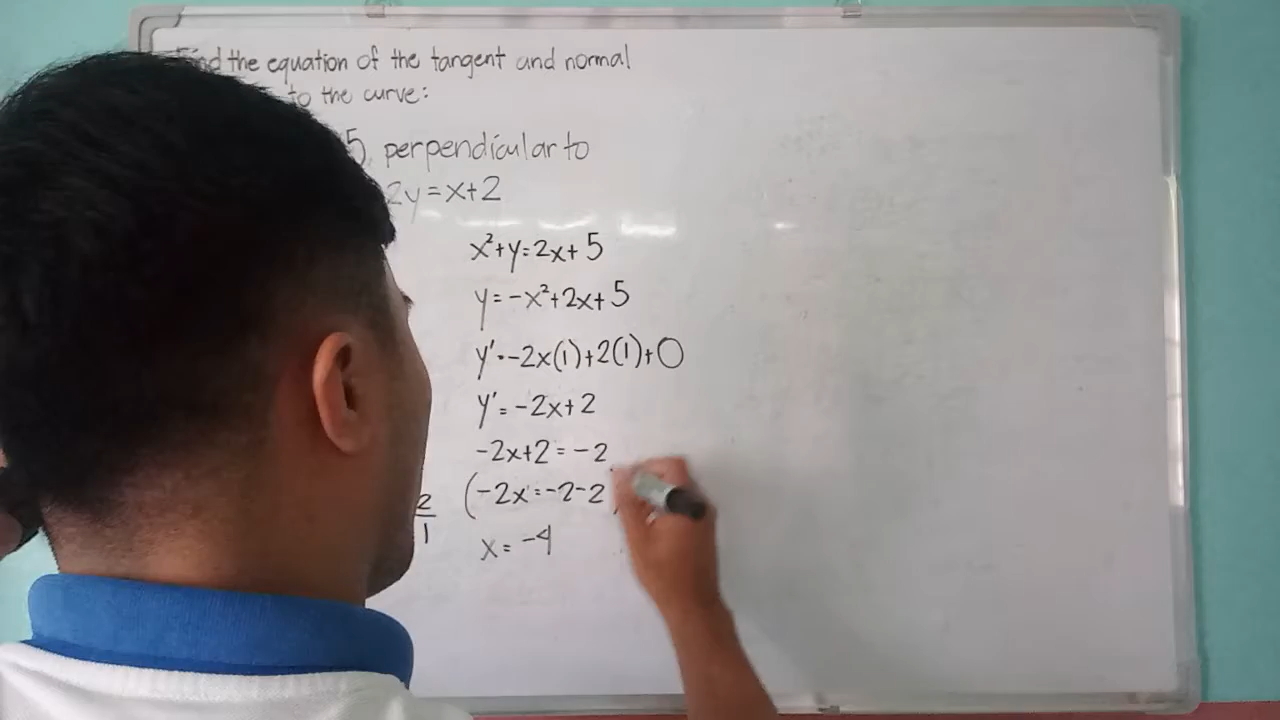 the equation of the tangent and normal
to the curve:
5 perpendicular to
2y=x+2
x²+y=2x+5
y=-x²+2x+5
y'=-2x(1)+2(1)+0
y'=-2x+2
-2x+2=-2
(-2x=-2-2
2/1
x=-4